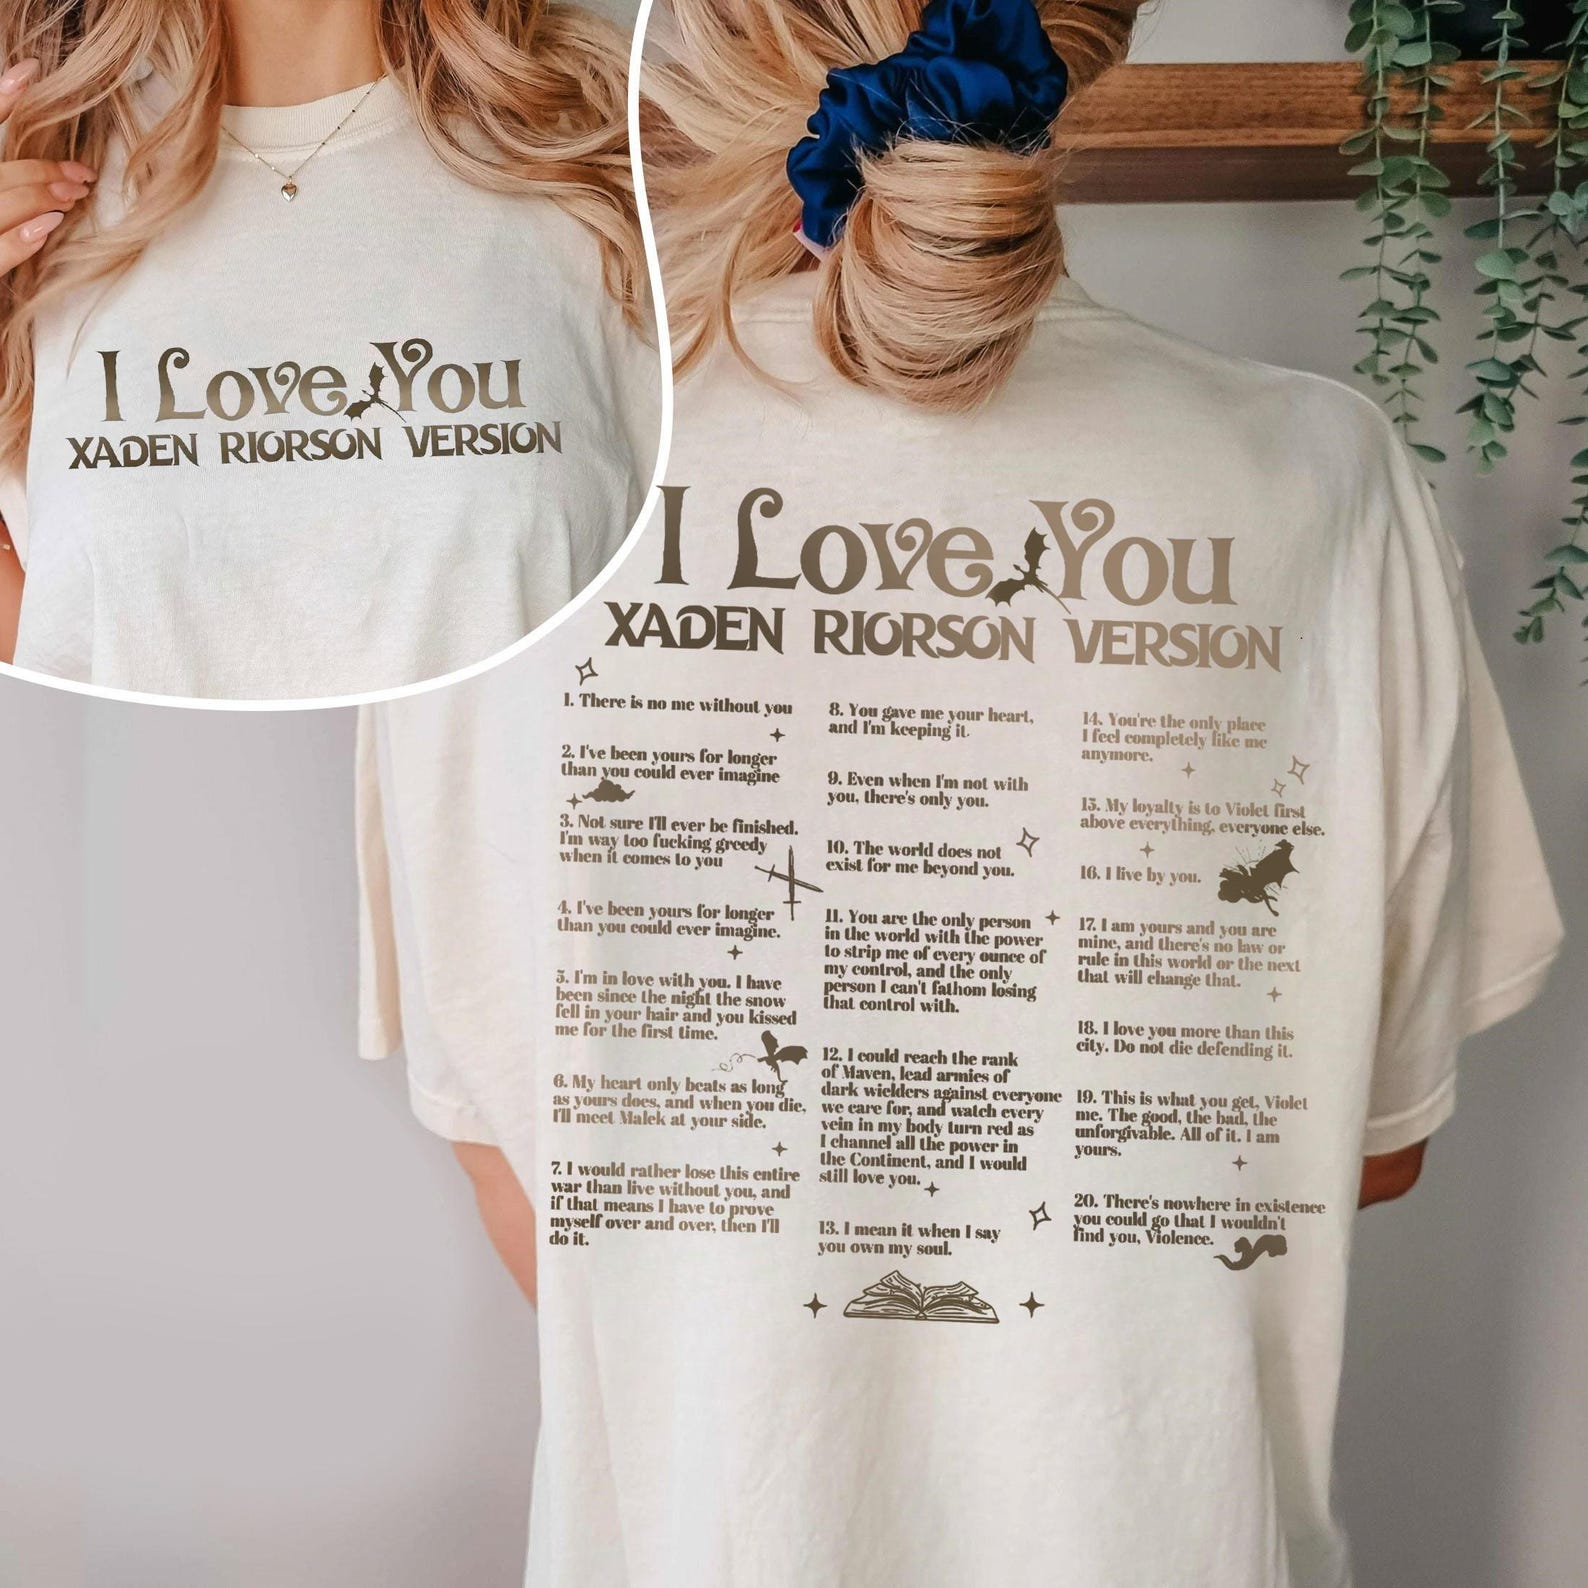 I Love You
XADEN RIORSON VERSION
I Love You
XADEN RIORSON VERSION
1. There is no me without you
2. I've been yours for longer
than you could ever imagine
3. Not sure I'll ever be finished.
I'm way too fucking greedy
when it comes to you
4. I've been yours for longer
than you could ever imagine.
5. I'm in love with you. I have
been since the night the snow
fell in your hair and you kissed
me for the first time.
6. My heart only beats as long
as yours does, and when you die,
I'll meet Malek at your side.
7. I would rather lose this entire
war than live without you, and
if that means I have to prove
myself over and over, then I'll
do it.
8. You gave me your heart,
and I'm keeping it.
9. Even when I'm not with
you, there's only you.
10. The world does not
exist for me beyond you.
11. You are the only person
in the world with the power
to strip me of every ounce of
my control, and the only
person I can't fathom losing
that control with.
12. I could reach the rank
of Maven, lead armies of
dark wielders against everyone
we care for, and watch every
vein in my body turn red as
I channel all the power in
the Continent, and I would
still love you.
13. I mean it when I say
you own my soul.
14. You're the only place
I feel completely like me
anymore.
15. My loyalty is to Violet first
above everything, everyone else.
16. I live by you.
17. I am yours and you are
mine, and there's no law or
rule in this world or the next
that will change that.
18. I love you more than this
city. Do not die defending it.
19. This is what you get, Violet
me. The good, the bad, the
unforgivable. All of it. I am
yours.
20. There's nowhere in existence
you could go that I wouldn't
find you, Violence.